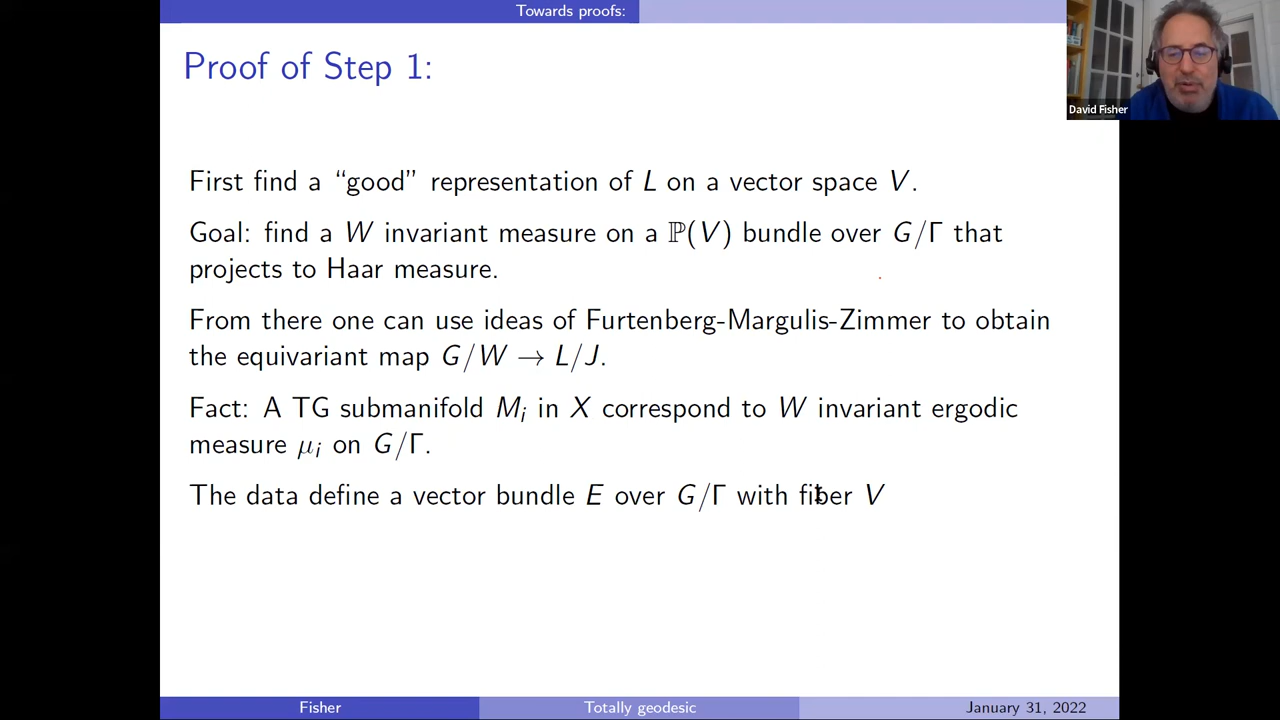 Towards proofs:
Proof of Step 1:
David Fisher
First find a “good” representation of L on a vector space V.
Goal: find a W invariant measure on a ℙ(V) bundle over G/Γ that
projects to Haar measure.
From there one can use ideas of Furtenberg-Margulis-Zimmer to obtain
the equivariant map G/W → L/J.
Fact: A TG submanifold Mᵢ in X correspond to W invariant ergodic
measure μᵢ on G/Γ.
The data define a vector bundle E over G/Γ with fiber V
Fisher
Totally geodesic
January 31, 2022